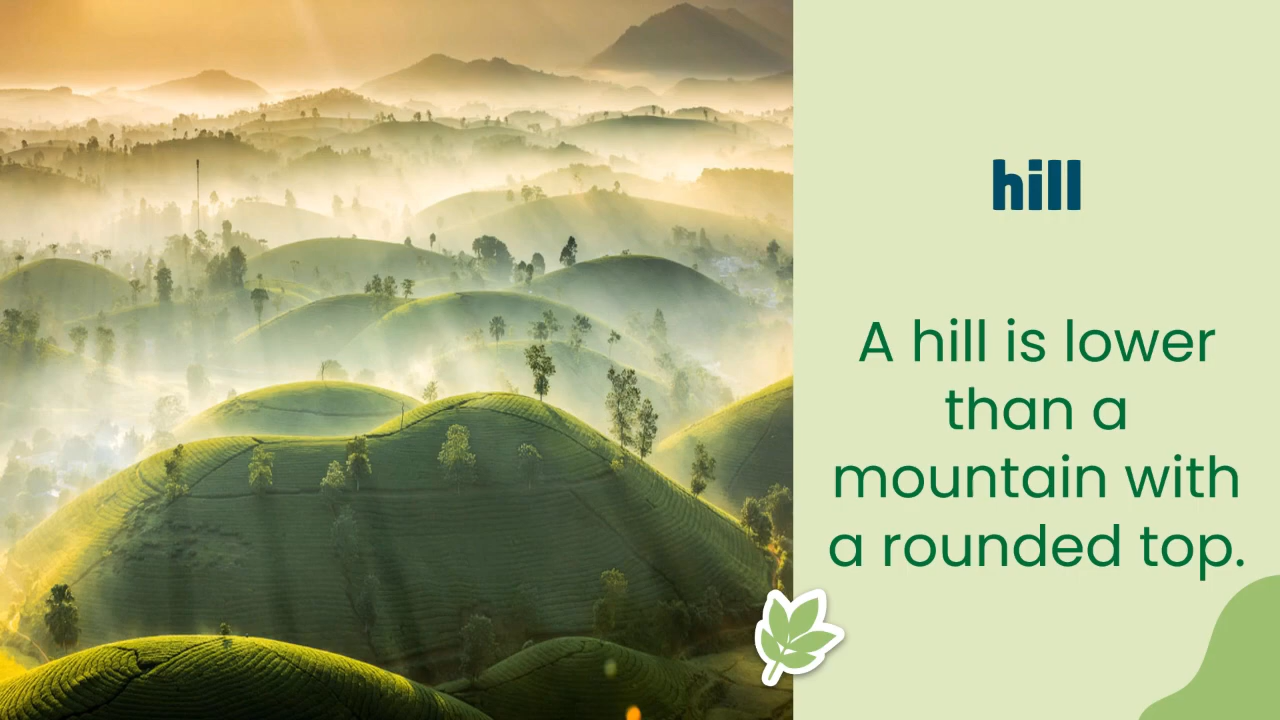 hill
A hill is lower
than a
mountain with
a rounded top.